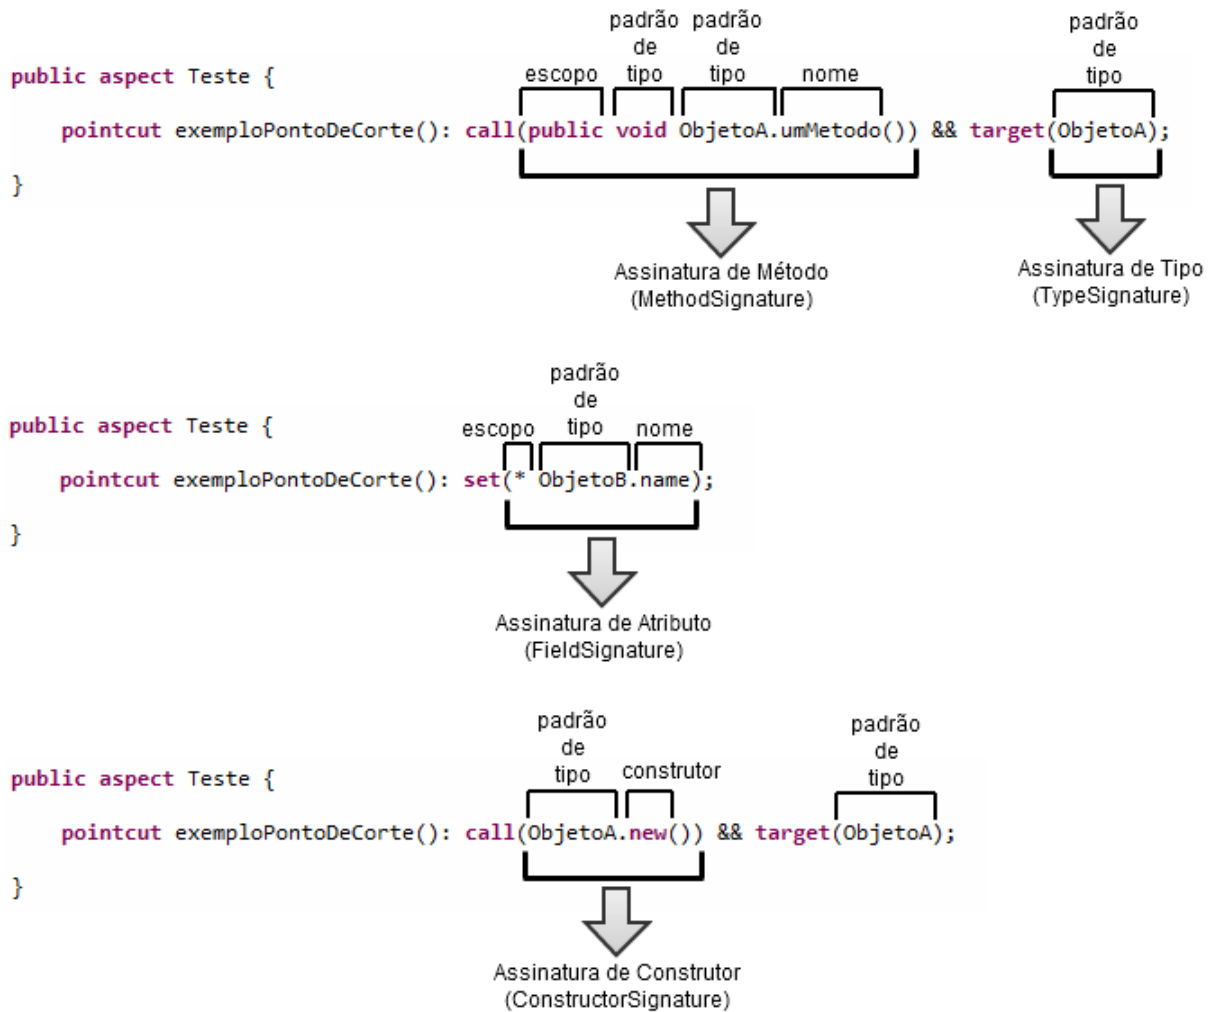 padrão padrão
de de
escopo tipo tipo nome
padrão
de
tipo
public aspect Teste {
pointcut exemploPontoDeCorte(): call(public void ObjetoA.umMetodo()) && target(ObjetoA);
}
Assinatura de Método
(MethodSignature)
Assinatura de Tipo
(TypeSignature)
padrão
de
escopo tipo nome
public aspect Teste {
pointcut exemploPontoDeCorte(): set(* ObjetoB.name);
}
Assinatura de Atributo
(FieldSignature)
padrão
de
tipo construtor
padrão
de
tipo
public aspect Teste {
pointcut exemploPontoDeCorte(): call(ObjetoA.new()) && target(ObjetoA);
}
Assinatura de Construtor
(ConstructorSignature)